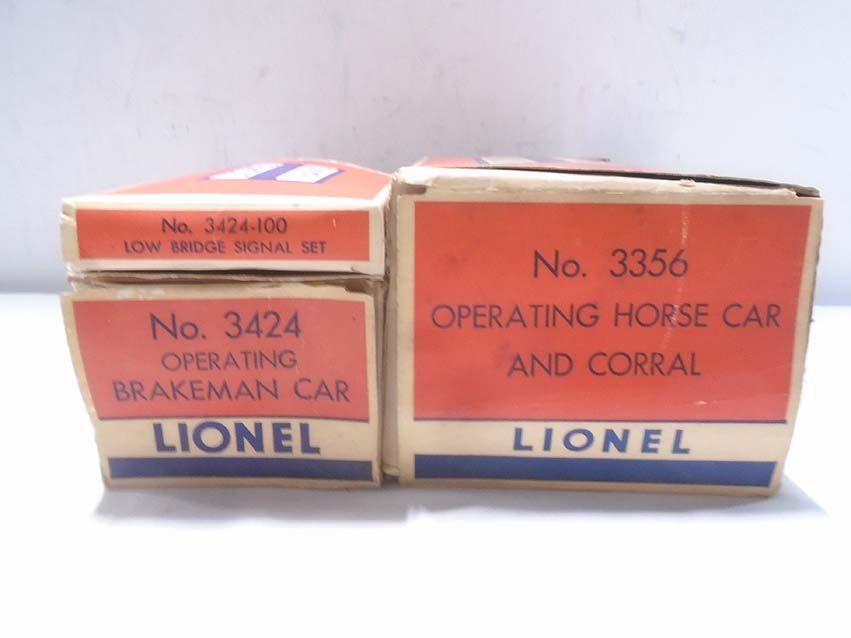 No. 3424-100
LOW BRIDGE SIGNAL SET
No. 3424
OPERATING
BRAKEMAN CAR
LIONEL
No. 3356
OPERATING HORSE CAR
AND CORRAL
LIONEL